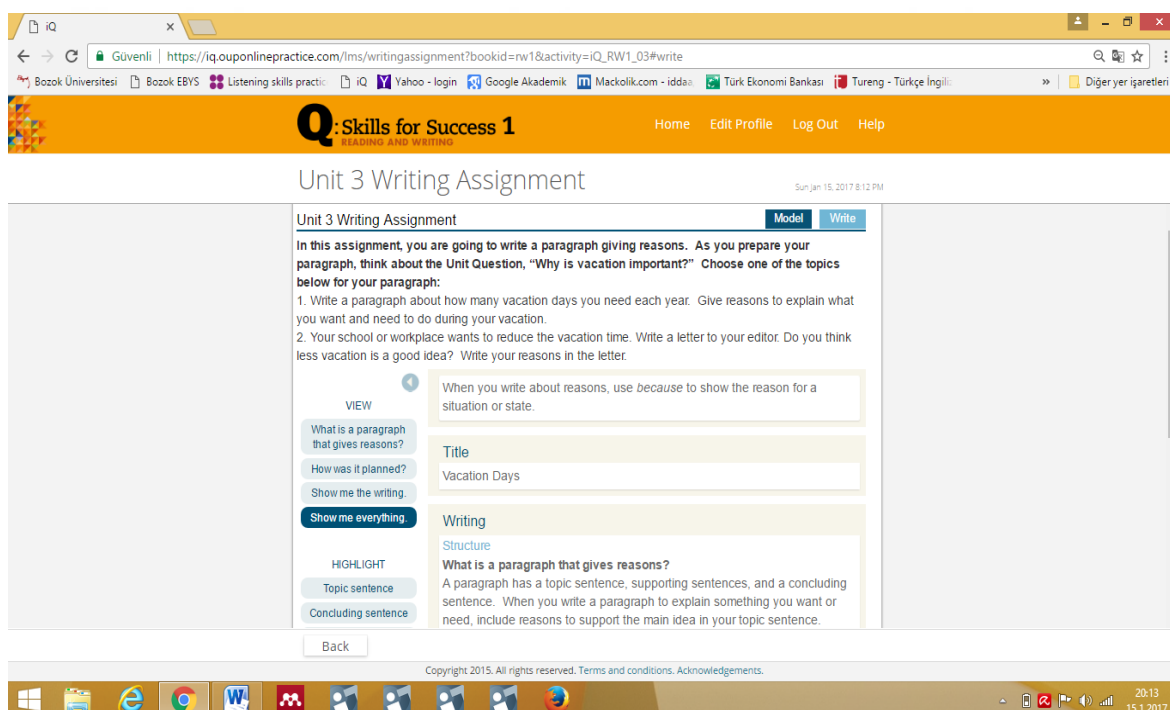 iQ
Güvenli | https://iq.ouponlinepractice.com/lms/writingassignment?bookid=rw1&activity=iQ_RW1_03#write
Bozok Üniversitesi Bozok EBYS Listening skills practic iQ Yahoo - login Google Akademik Mackolik.com - iddaa, Türk Ekonomi Bankası Tureng - Türkçe İngili: » Diğer yer işaretleri
Q: Skills for Success 1
READING AND WRITING
Home Edit Profile Log Out Help
Unit 3 Writing Assignment
Sun Jan 15, 2017 8:12 PM
Unit 3 Writing Assignment
Model Write
In this assignment, you are going to write a paragraph giving reasons. As you prepare your
paragraph, think about the Unit Question, “Why is vacation important?” Choose one of the topics
below for your paragraph:
1. Write a paragraph about how many vacation days you need each year. Give reasons to explain what
you want and need to do during your vacation.
2. Your school or workplace wants to reduce the vacation time. Write a letter to your editor. Do you think
less vacation is a good idea? Write your reasons in the letter.
VIEW
What is a paragraph
that gives reasons?
How was it planned?
Show me the writing.
Show me everything.
HIGHLIGHT
Topic sentence
Concluding sentence
When you write about reasons, use because to show the reason for a
situation or state.
Title
Vacation Days
Writing
Structure
What is a paragraph that gives reasons?
A paragraph has a topic sentence, supporting sentences, and a concluding
sentence. When you write a paragraph to explain something you want or
need, include reasons to support the main idea in your topic sentence.
Back
Copyright 2015. All rights reserved. Terms and conditions. Acknowledgements.
20:13
15.1.2017